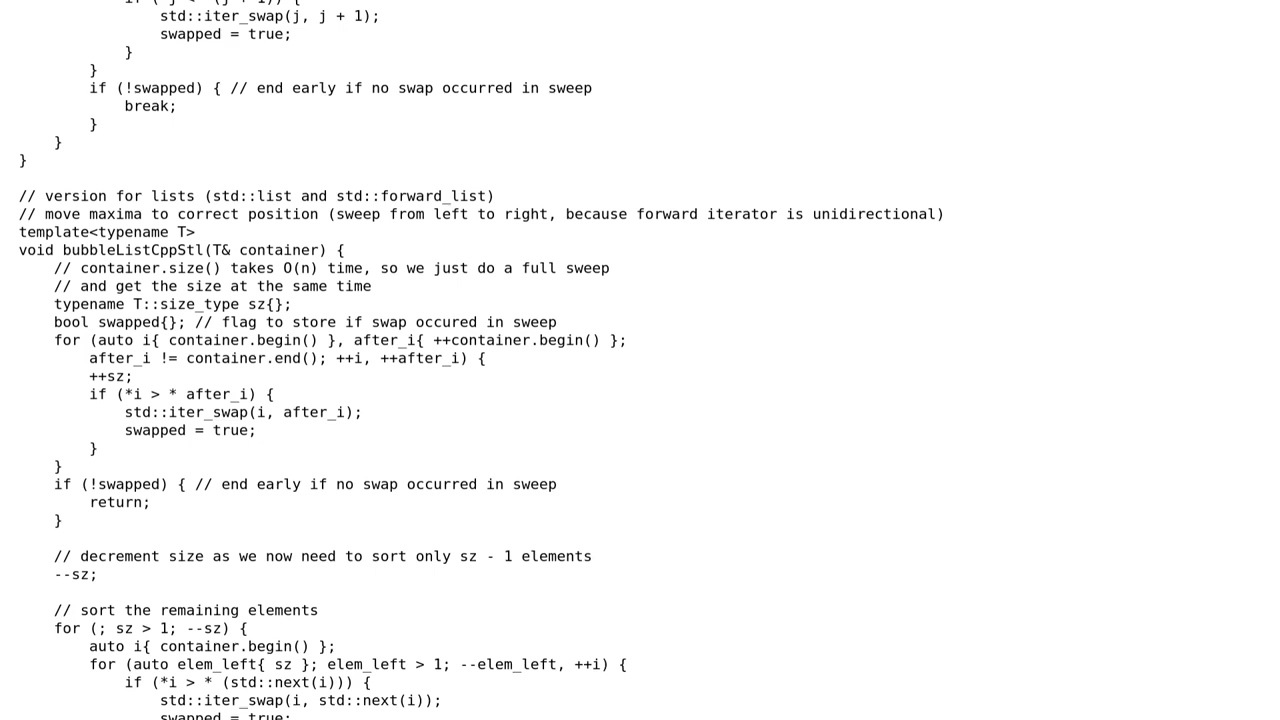 std::iter_swap(j, j + 1);
swapped = true;
}
}
if (!swapped) { // end early if no swap occurred in sweep
break;
}
}
}
// version for lists (std::list and std::forward_list)
// move maxima to correct position (sweep from left to right, because forward iterator is unidirectional)
template<typename T>
void bubbleListCppStl(T& container) {
// container.size() takes O(n) time, so we just do a full sweep
// and get the size at the same time
typename T::size_type sz{};
bool swapped{}; // flag to store if swap occured in sweep
for (auto i{ container.begin() }, after_i{ ++container.begin() };
after_i != container.end(); ++i, ++after_i) {
++sz;
if (*i > * after_i) {
std::iter_swap(i, after_i);
swapped = true;
}
}
if (!swapped) { // end early if no swap occurred in sweep
return;
}
// decrement size as we now need to sort only sz - 1 elements
--sz;
// sort the remaining elements
for (; sz > 1; --sz) {
auto i{ container.begin() };
for (auto elem_left{ sz }; elem_left > 1; --elem_left, ++i) {
if (*i > * (std::next(i))) {
std::iter_swap(i, std::next(i));
swapped = true;